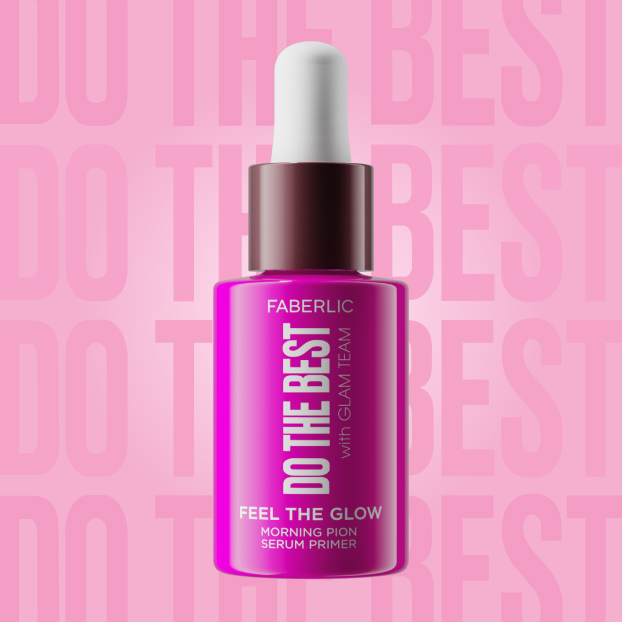 DO THE BEST
DO THE BEST
DO THE BEST
DO THE BEST
FABERLIC
DO THE BEST
with GLAM TEAM
FEEL THE GLOW
MORNING PION
SERUM PRIMER